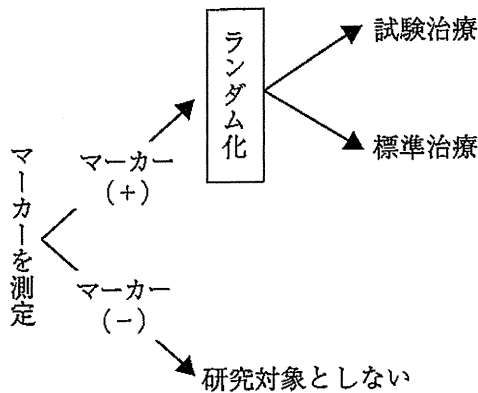 マーカーを測定
マーカー
(+)
ランダム化
試験治療
標準治療
マーカー
(−)
研究対象としない